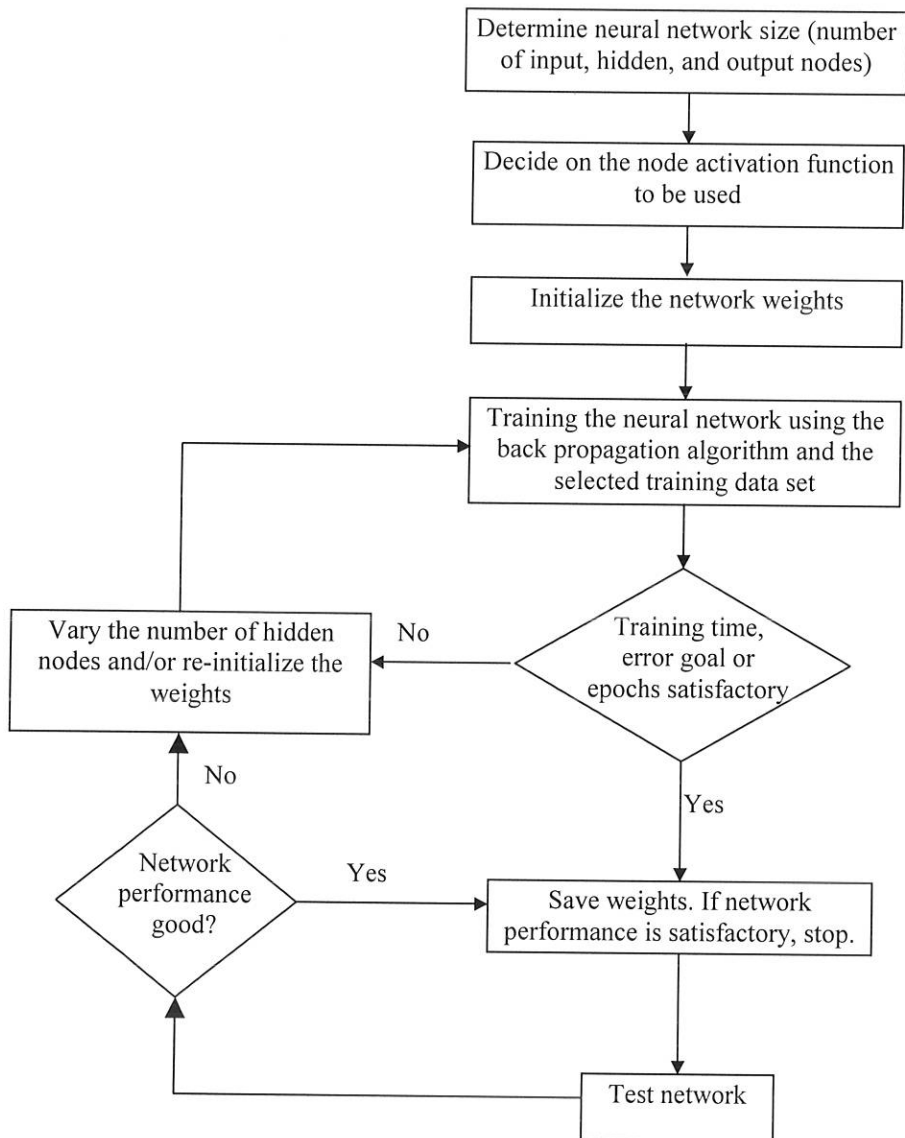 Determine neural network size (number
of input, hidden, and output nodes)
Decide on the node activation function
to be used
Initialize the network weights
Training the neural network using the
back propagation algorithm and the
selected training data set
Training time,
error goal or
epochs satisfactory
No
Vary the number of hidden
nodes and/or re-initialize the
weights
No
Yes
Network
performance
good?
Yes
Save weights. If network
performance is satisfactory, stop.
Test network